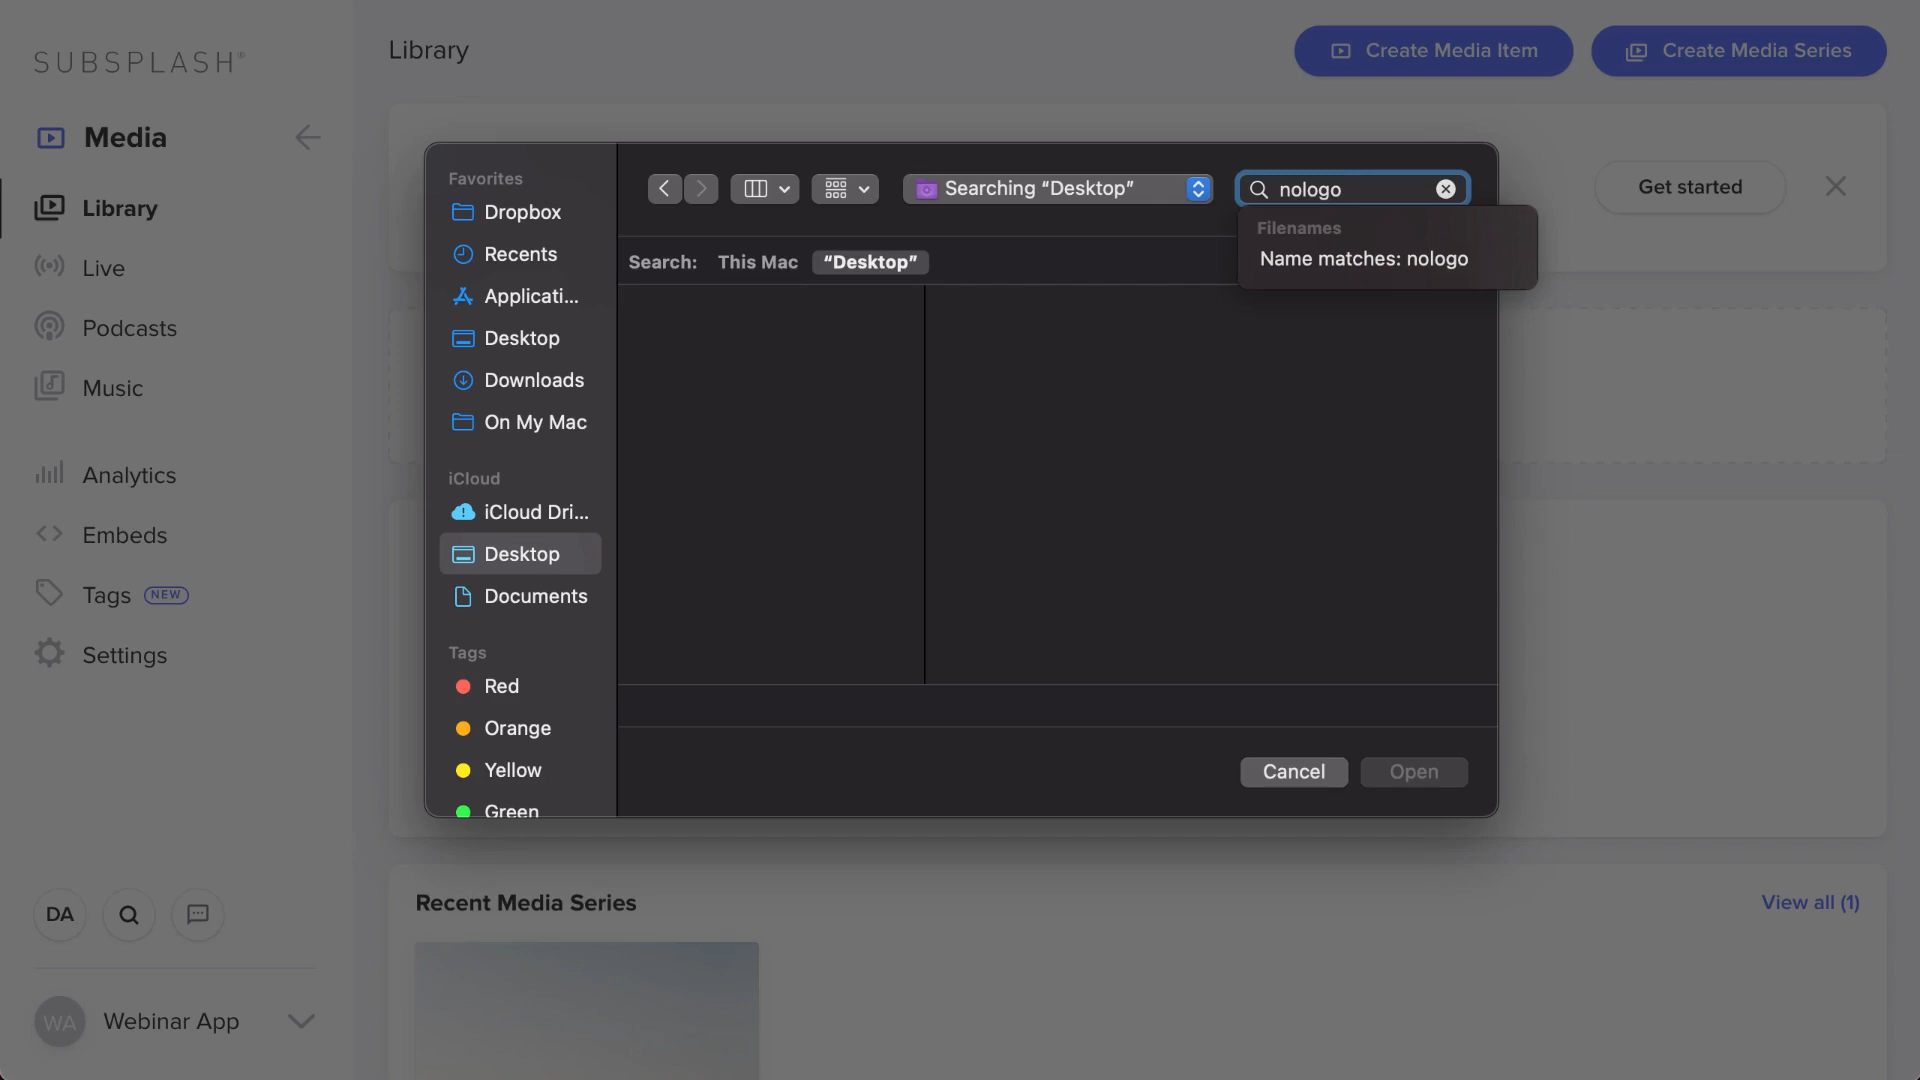 SUBSPLASH®
Media
Library
Live
Podcasts
Music
Analytics
Embeds
Tags NEW
Settings
DA
WA Webinar App
Library
Create Media Item
Create Media Series
Get started
Favorites
Dropbox
Recents
Applicati...
Desktop
Downloads
On My Mac
iCloud
iCloud Dri...
Desktop
Documents
Tags
Red
Orange
Yellow
Green
Searching “Desktop”
nologo
Filenames
Name matches: nologo
Search: This Mac “Desktop”
Cancel
Open
Recent Media Series
View all (1)